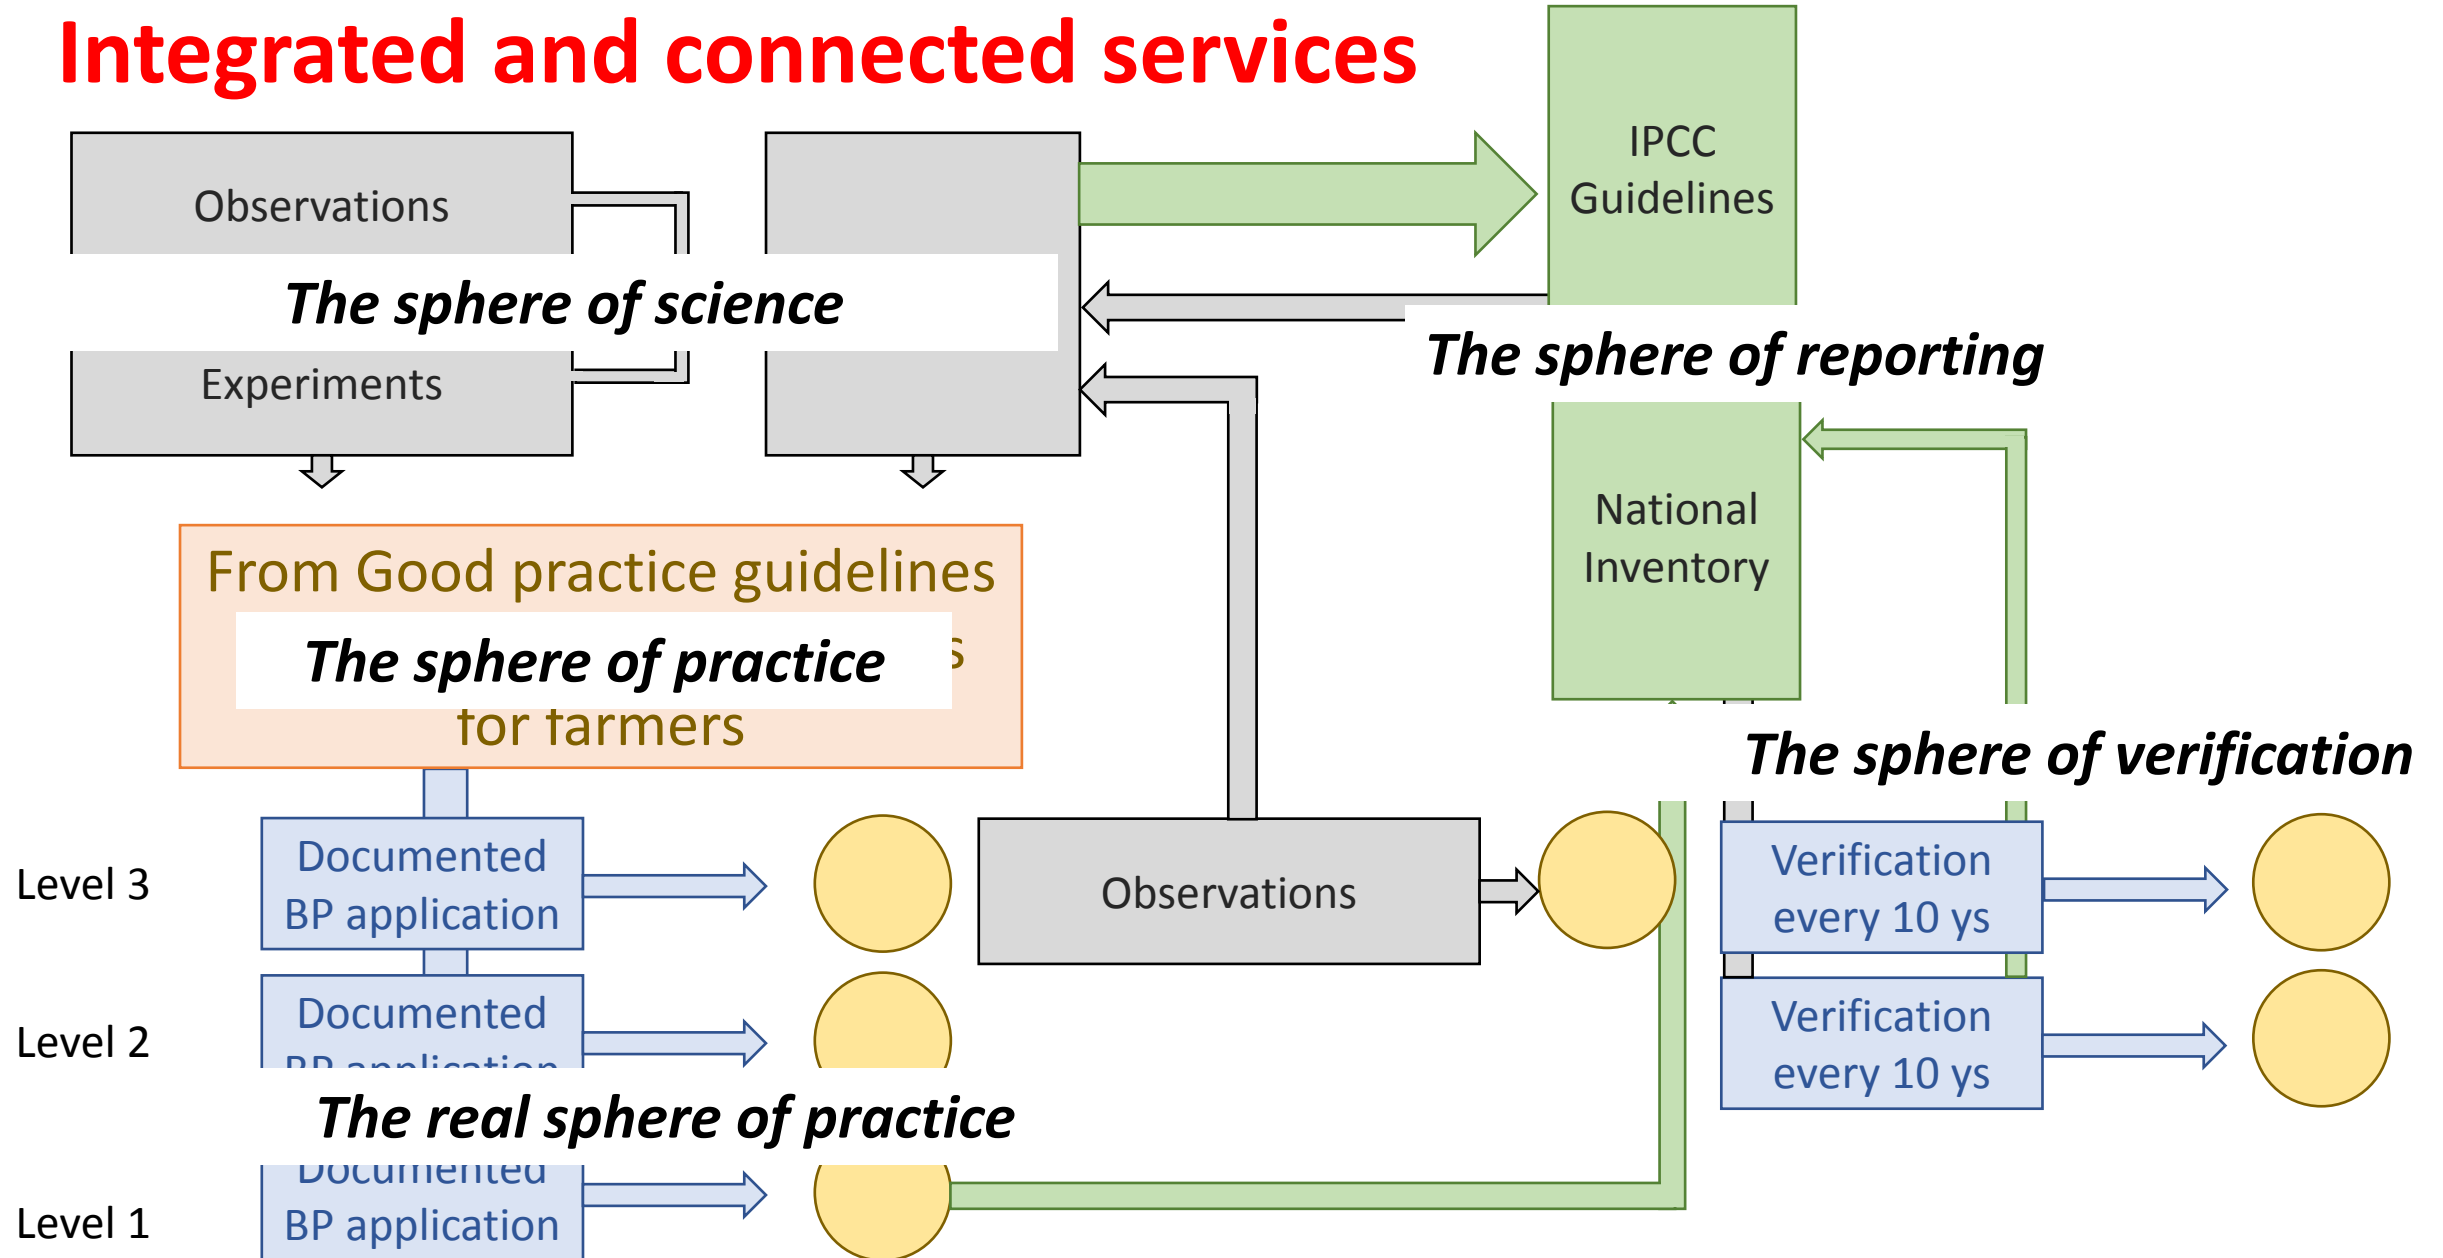 Integrated and connected services
IPCC
Guidelines
Observations
The sphere of science
Experiments
The sphere of reporting
National
Inventory
From Good practice guidelines
The sphere of practice
for farmers
The sphere of verification
Level 3
Documented
BP application
Observations
Verification
every 10 ys
Level 2
Documented
BP application
Verification
every 10 ys
The real sphere of practice
Level 1
Documented
BP application